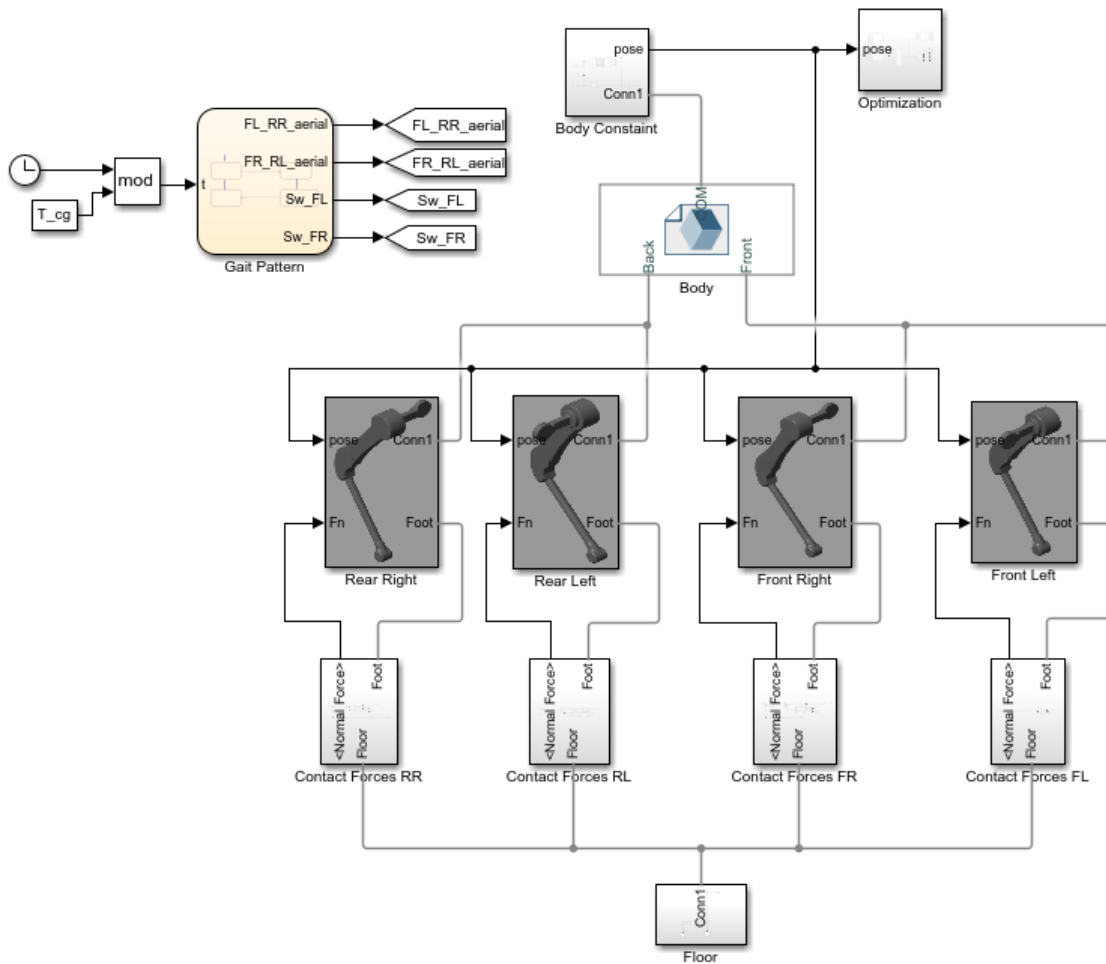 pose
Conn1
Body Constaint
pose
Optimization
T_cg
mod
t
FL_RR_aerial
FR_RL_aerial
Sw_FL
Sw_FR
Gait Pattern
FL_RR_aerial
FR_RL_aerial
Sw_FL
Sw_FR
COM
Back
Front
Body
pose
Conn1
Fn
Foot
Rear Right
pose
Conn1
Fn
Foot
Rear Left
pose
Conn1
Fn
Foot
Front Right
pose
Conn1
Fn
Foot
Front Left
<Normal Force>
Foot
Floor
Contact Forces RR
<Normal Force>
Foot
Floor
Contact Forces RL
<Normal Force>
Foot
Floor
Contact Forces FR
<Normal Force>
Foot
Floor
Contact Forces FL
Conn1
Floor